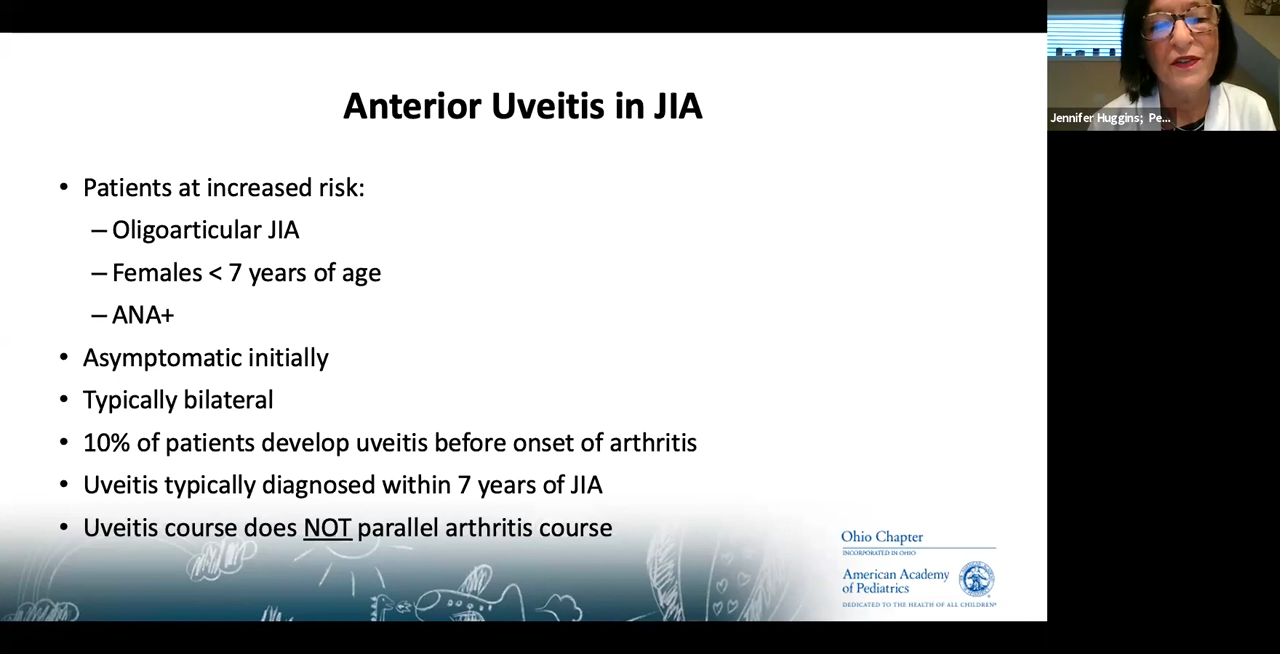 Anterior Uveitis in JIA
Jennifer Huggins; Pe...
• Patients at increased risk:
– Oligoarticular JIA
– Females < 7 years of age
– ANA+
• Asymptomatic initially
• Typically bilateral
• 10% of patients develop uveitis before onset of arthritis
• Uveitis typically diagnosed within 7 years of JIA
• Uveitis course does NOT parallel arthritis course
Ohio Chapter
INCORPORATED IN OHIO
American Academy
of Pediatrics
DEDICATED TO THE HEALTH OF ALL CHILDREN®